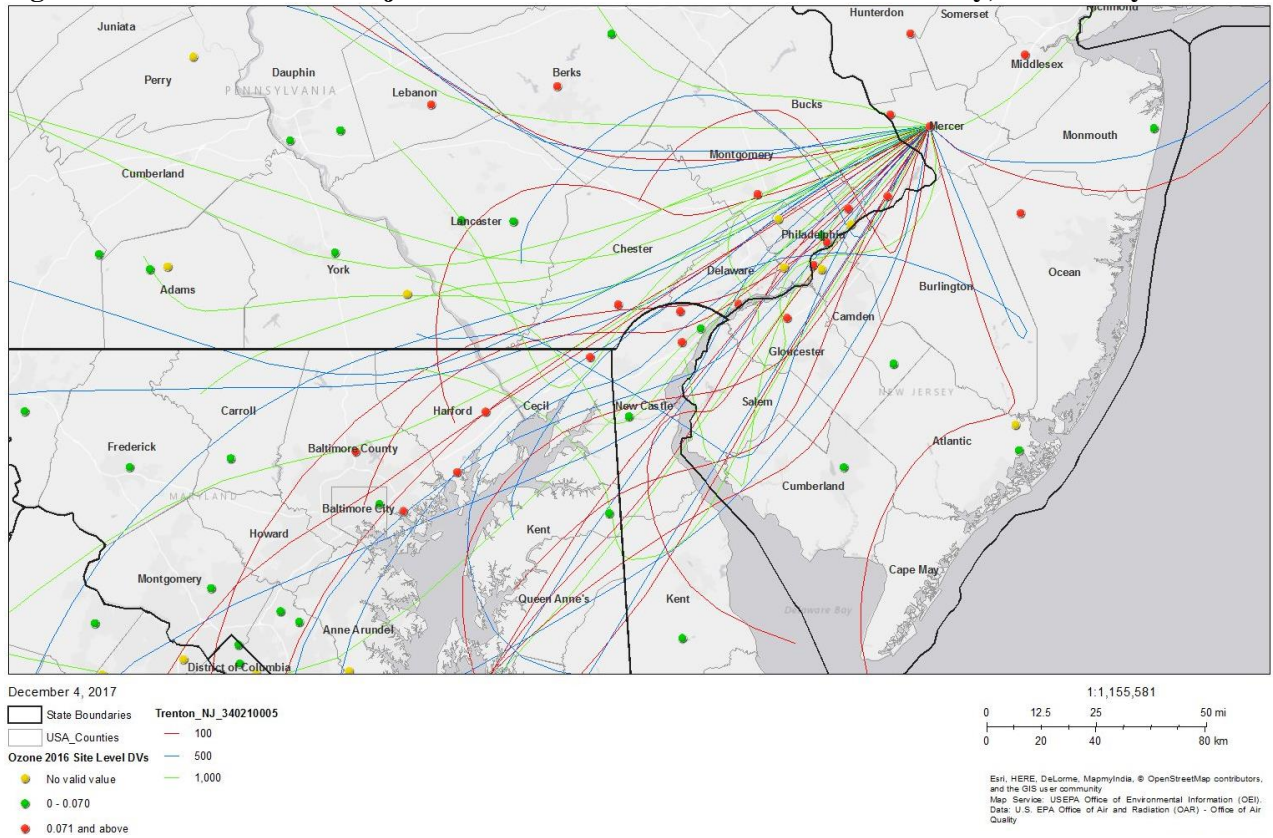 Hunterdon
Somerset
Richmond
Juniata
Middlesex
Perry
Dauphin
Berks
PENNSYLVANIA
Lebanon
Bucks
Mercer
Monmouth
Montgomery
Cumberland
Lancaster
Philadelphia
Chester
York
Delaware
Ocean
Adams
Burlington
Camden
Gloucester
NEW JERSEY
Carroll
Harford
Cecil
New Castle
Salem
Atlantic
Frederick
Baltimore County
Cumberland
MARYLAND
Baltimore City
Howard
Kent
Montgomery
Cape May
Queen Anne's
Kent
Delaware Bay
Anne Arundel
District of Columbia
December 4, 2017
State Boundaries
USA_Counties
Ozone 2016 Site Level DVs
No valid value
0 - 0.070
0.071 and above
Trenton_NJ_340210005
100
500
1,000
1:1,155,581
0 12.5 25 50 mi
0 20 40 80 km
Esri, HERE, DeLorme, MapmyIndia, © OpenStreetMap contributors,
and the GIS user community
Map Service: USEPA Office of Environmental Information (OEI).
Data: U.S. EPA Office of Air and Radiation (OAR) - Office of Air
Quality